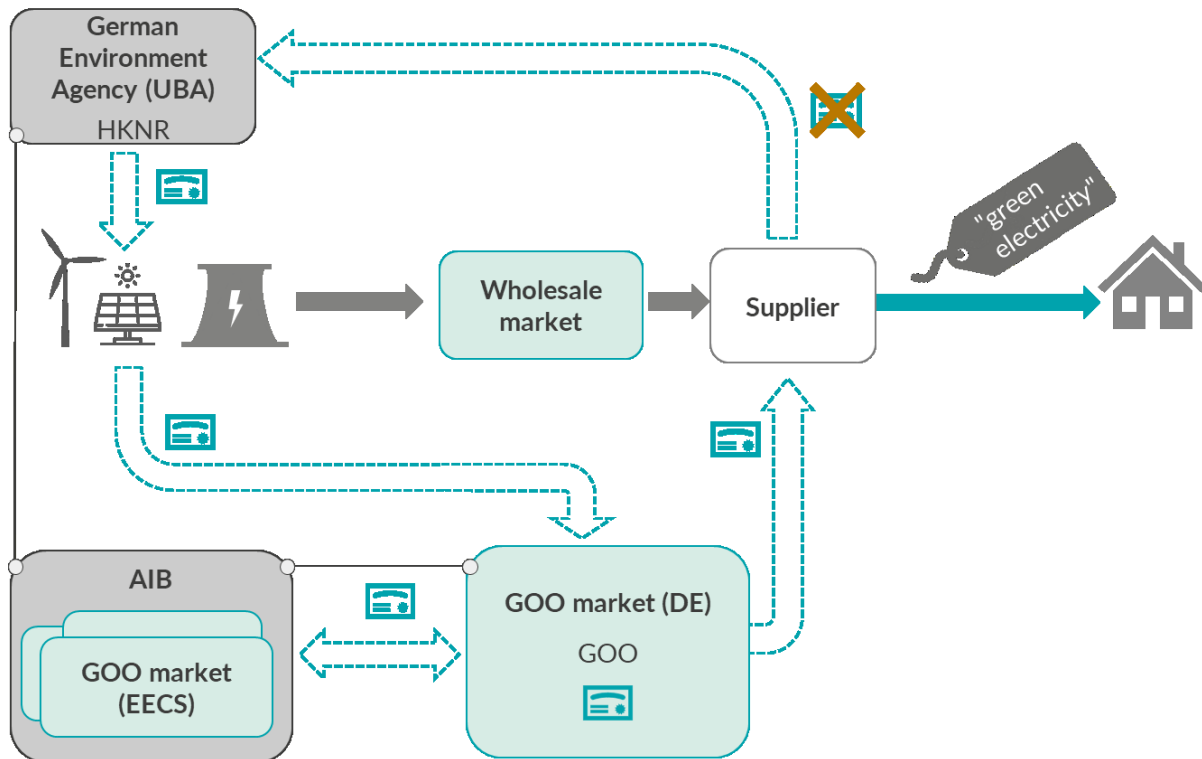 German
Environment
Agency (UBA)
HKNR
"green
electricity"
Wholesale
market
Supplier
AIB
GOO market
(EECS)
GOO market (DE)
GOO